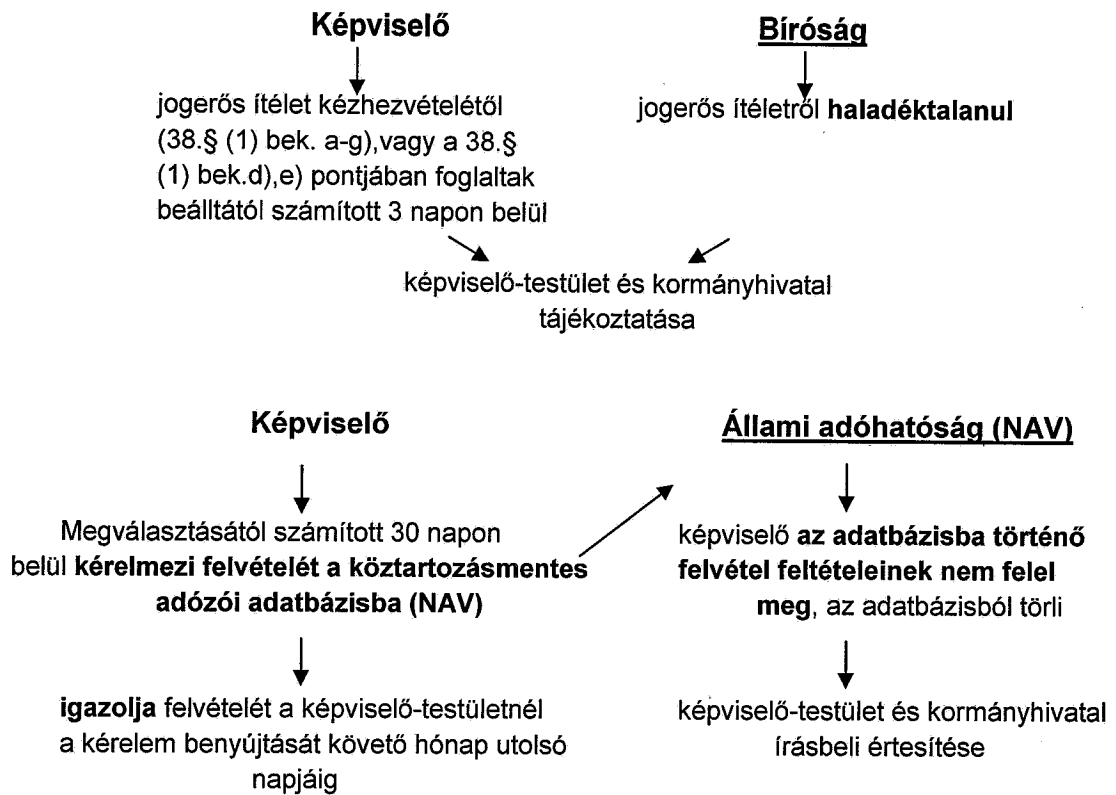 Képviselő
jogerős ítélet kézhezvételétől
(38.§ (1) bek. a-g),vagy a 38.§
(1) bek.d),e) pontjában foglaltak
beálltától számított 3 napon belül
Bíróság
jogerős ítéletről haladéktalanul
képviselő-testület és kormányhivatal
tájékoztatása
Képviselő
Megválasztásától számított 30 napon
belül kérelmezi felvételét a köztartozásmentes
adózói adatbázisba (NAV)
igazolja felvételét a képviselő-testületnél
a kérelem benyújtását követő hónap utolsó
napjáig
Állami adóhatóság (NAV)
képviselő az adatbázisba történő
felvétel feltételeinek nem felel
meg, az adatbázisból törli
képviselő-testület és kormányhivatal
írásbeli értesítése